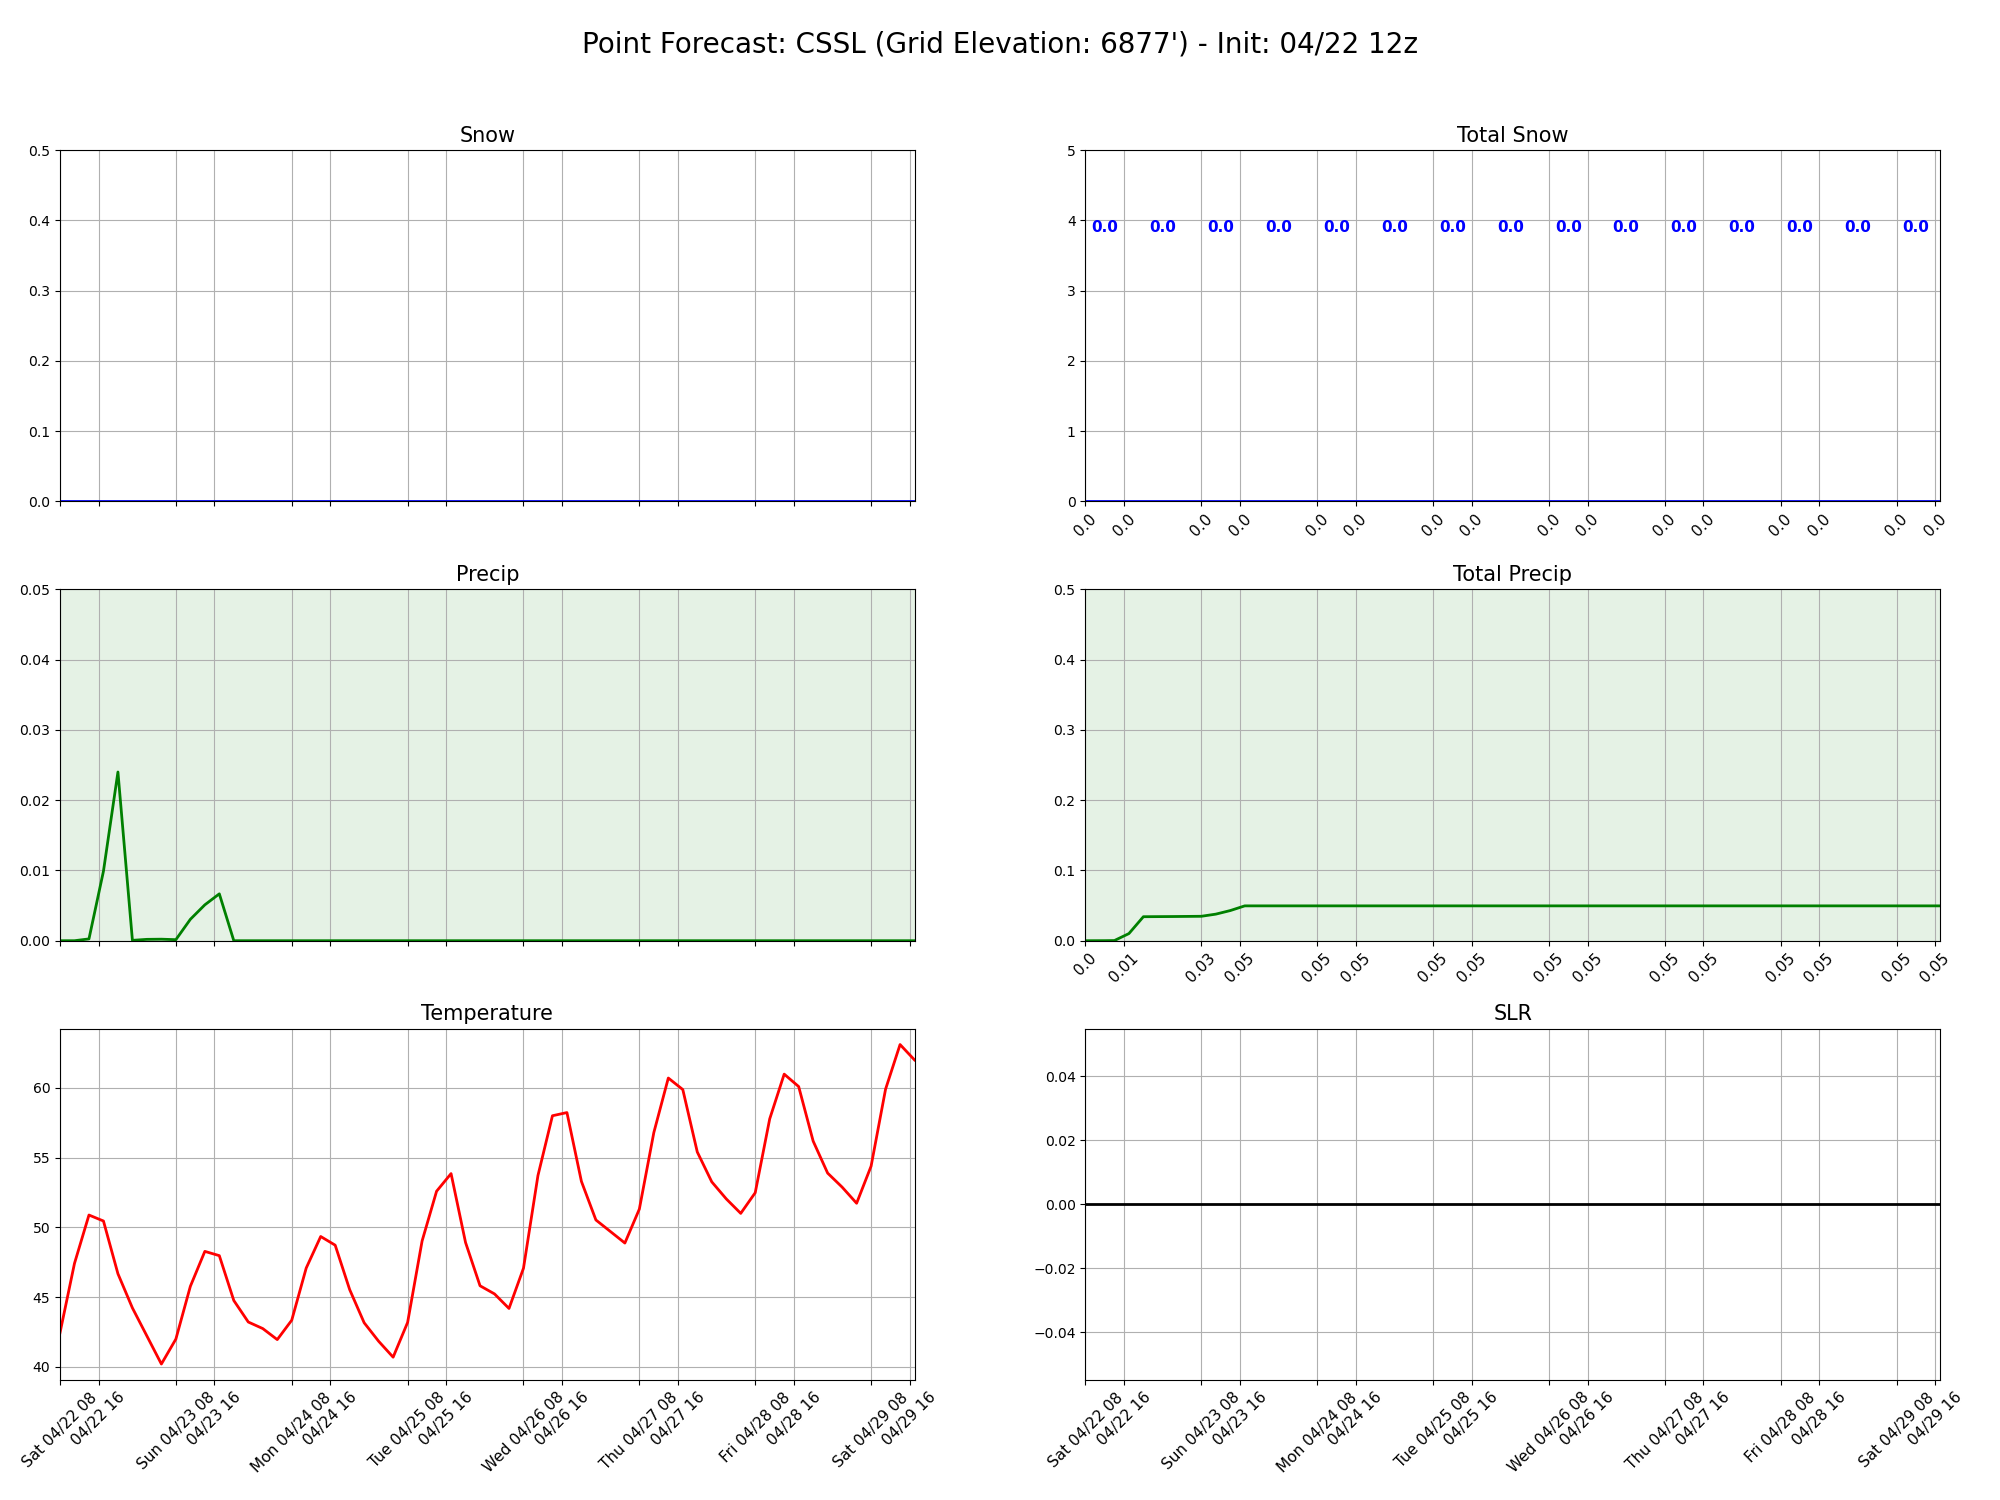 Point Forecast: CSSL (Grid Elevation: 6877') - Init: 04/22 12z
Snow
0.5
0.4
0.3
0.2
0.1
0.0
Total Snow
5
4
3
2
1
0
0.0 0.0 0.0 0.0 0.0 0.0 0.0 0.0 0.0 0.0 0.0 0.0 0.0 0.0 0.0
0.0 0.0 0.0 0.0 0.0 0.0 0.0 0.0 0.0 0.0 0.0 0.0 0.0 0.0 0.0 0.0
Precip
0.05
0.04
0.03
0.02
0.01
0.00
Total Precip
0.5
0.4
0.3
0.2
0.1
0.0
0.0 0.01 0.03 0.05 0.05 0.05 0.05 0.05 0.05 0.05 0.05 0.05 0.05 0.05 0.05 0.05
Temperature
60
55
50
45
40
Sat 04/22 08
04/22 16
Sun 04/23 08
04/23 16
Mon 04/24 08
04/24 16
Tue 04/25 08
04/25 16
Wed 04/26 08
04/26 16
Thu 04/27 08
04/27 16
Fri 04/28 08
04/28 16
Sat 04/29 08
04/29 16
SLR
0.04
0.02
0.00
−0.02
−0.04
Sat 04/22 08
04/22 16
Sun 04/23 08
04/23 16
Mon 04/24 08
04/24 16
Tue 04/25 08
04/25 16
Wed 04/26 08
04/26 16
Thu 04/27 08
04/27 16
Fri 04/28 08
04/28 16
Sat 04/29 08
04/29 16